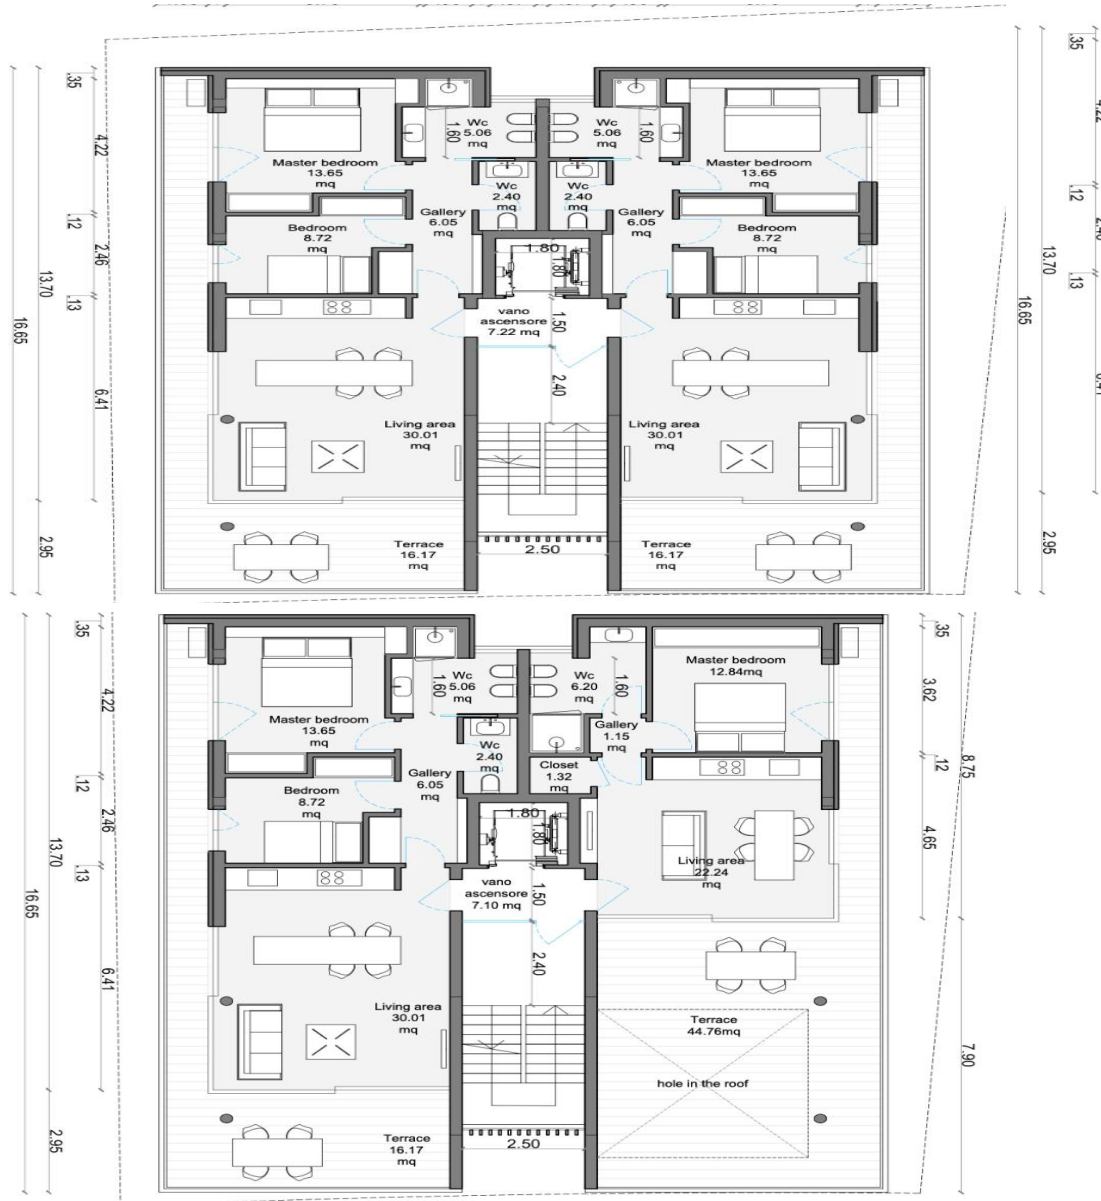 .35
4.22
.12
2.46
.13
6.41
13.70
2.95
16.65
Master bedroom
13.65
mq
Wc
5.06
mq
1.60
Wc
2.40
mq
Gallery
6.05
mq
Bedroom
8.72
mq
1.80
1.80
vano
ascensore
7.22 mq
1.50
2.40
Living area
30.01
mq
Terrace
16.17
mq
2.50
Wc
5.06
mq
1.60
Wc
2.40
mq
Master bedroom
13.65
mq
Gallery
6.05
mq
Bedroom
8.72
mq
Living area
30.01
mq
Terrace
16.17
mq
16.65
13.70
2.95
.35
.12
.13
.35
4.22
.12
2.46
.13
6.41
13.70
2.95
16.65
Master bedroom
13.65
mq
Wc
5.06
mq
1.60
Wc
2.40
mq
Gallery
6.05
mq
Bedroom
8.72
mq
1.80
1.80
vano
ascensore
7.10 mq
1.50
2.40
Living area
30.01
mq
Terrace
16.17
mq
2.50
Wc
6.20
mq
1.60
Master bedroom
12.84mq
Gallery
1.15
mq
Closet
1.32
mq
Living area
22.24
mq
Terrace
44.76mq
hole in the roof
.35
3.62
.12
4.65
8.75
7.90